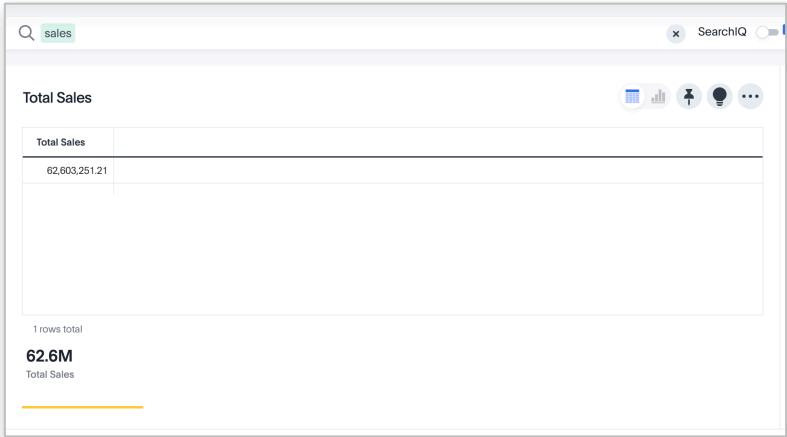 sales
SearchIQ
Total Sales
Total Sales
62,603,251.21
1 rows total
62.6M
Total Sales